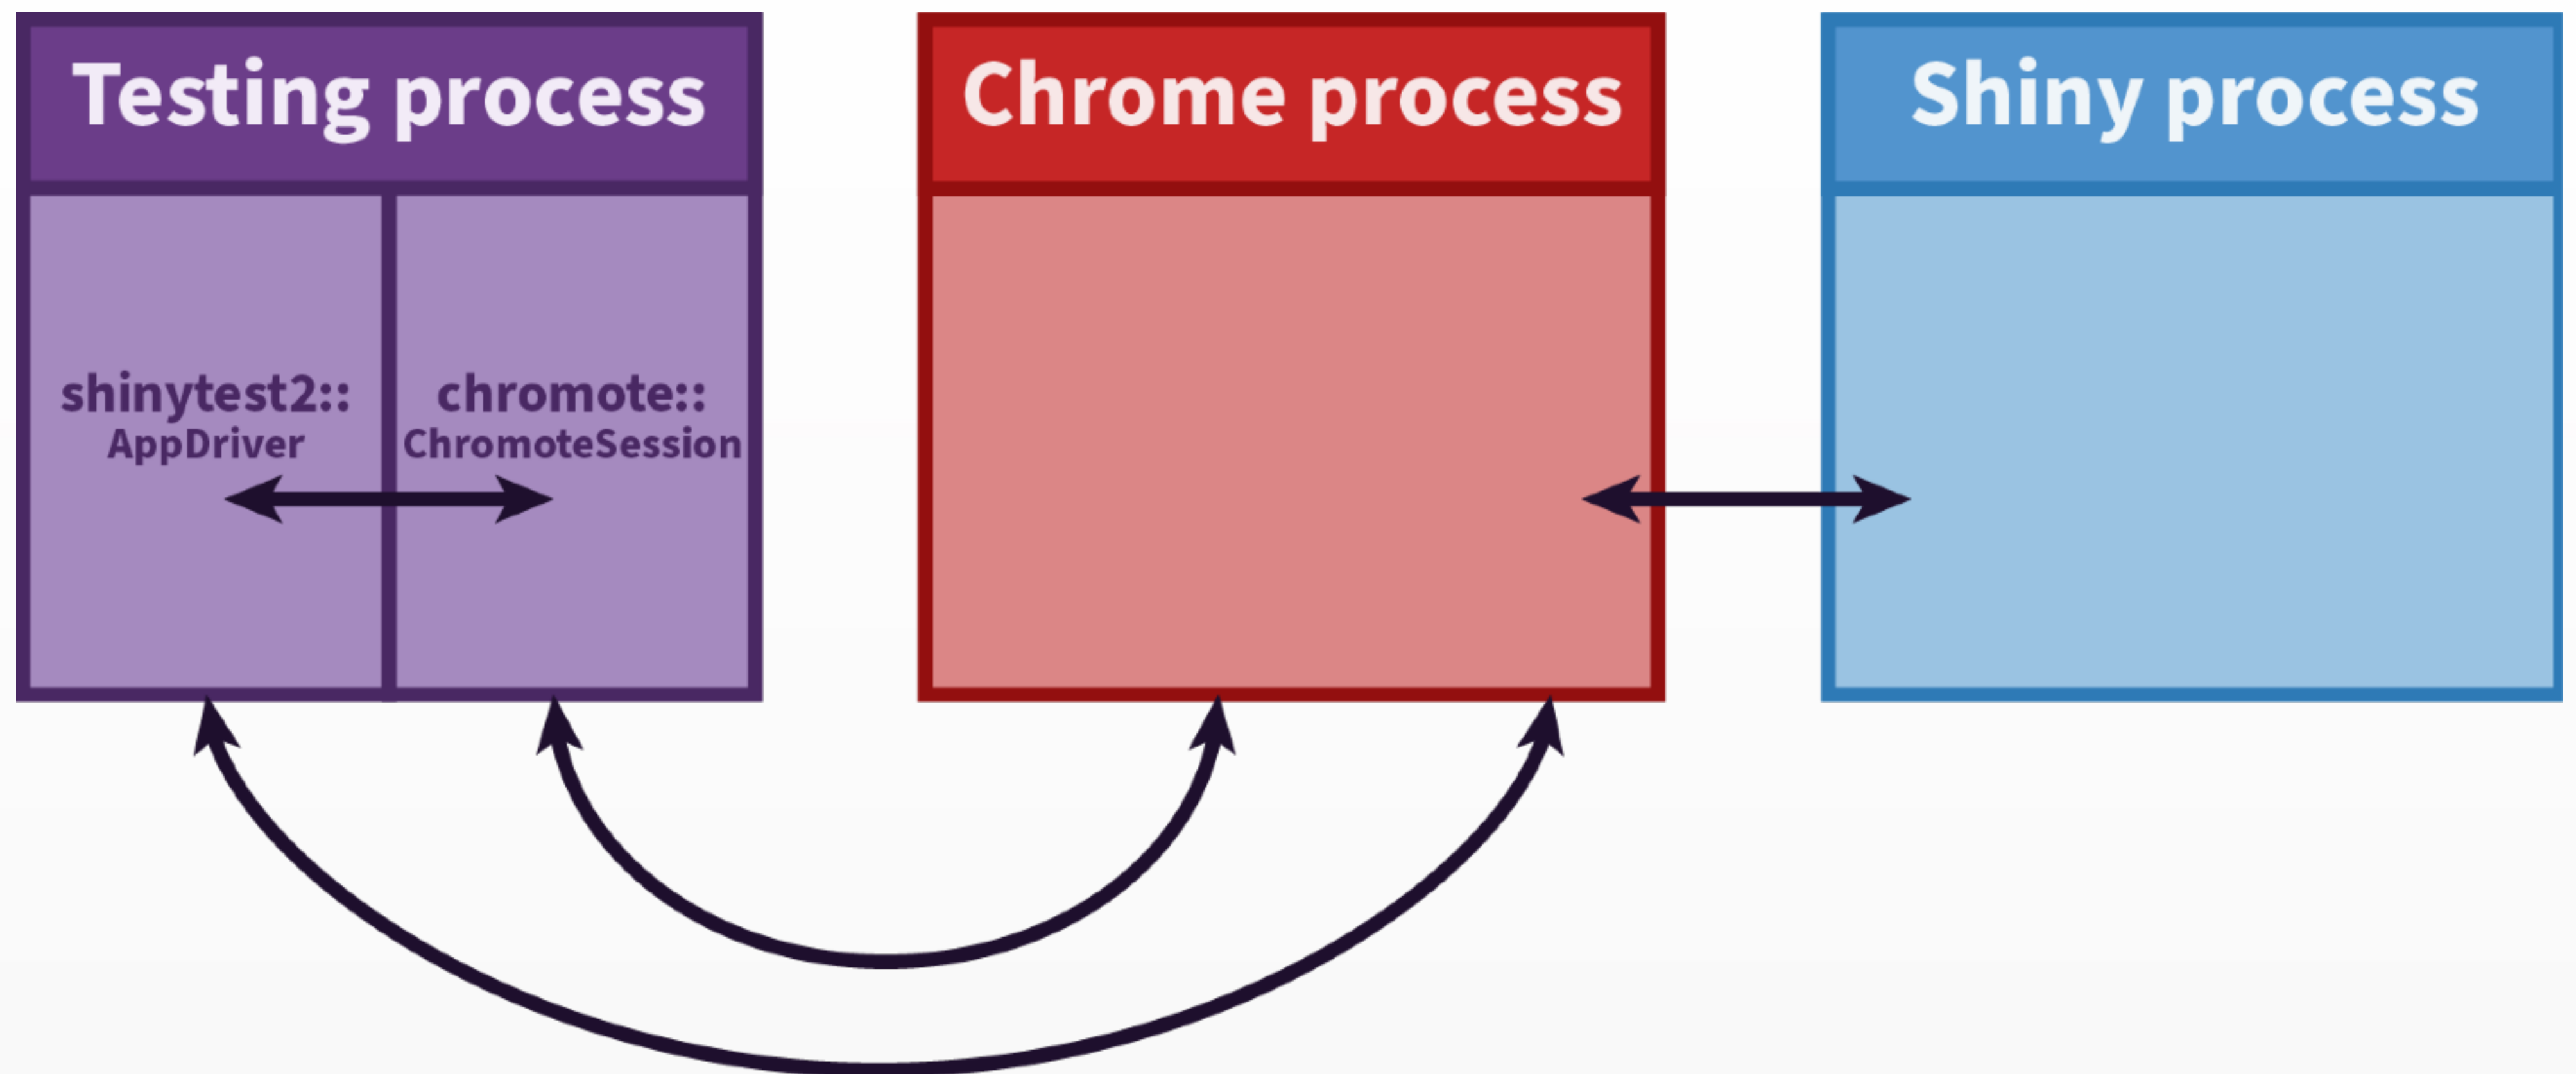 Testing process
Chrome process
Shiny process
shinytest2::
AppDriver
chromote::
ChromoteSession